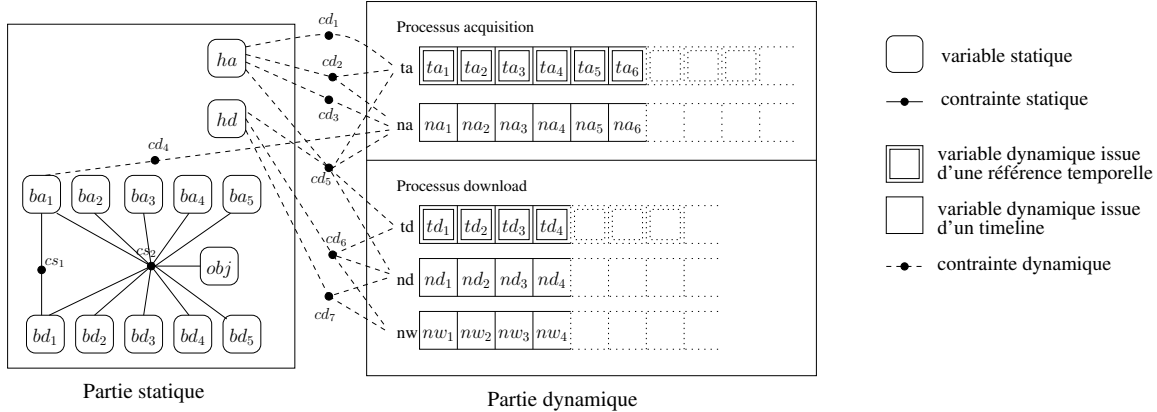 cd₁
cd₂
cd₃
cd₄
cd₅
cd₆
cd₇
ha
hd
ba₁ ba₂ ba₃ ba₄ ba₅
cs₁
cs₂
obj
bd₁ bd₂ bd₃ bd₄ bd₅
Partie statique
Processus acquisition
ta ta₁ ta₂ ta₃ ta₄ ta₅ ta₆
na na₁ na₂ na₃ na₄ na₅ na₆
Processus download
td td₁ td₂ td₃ td₄
nd nd₁ nd₂ nd₃ nd₄
nw nw₁ nw₂ nw₃ nw₄
Partie dynamique
variable statique
contrainte statique
variable dynamique issue
d'une référence temporelle
variable dynamique issue
d'un timeline
contrainte dynamique